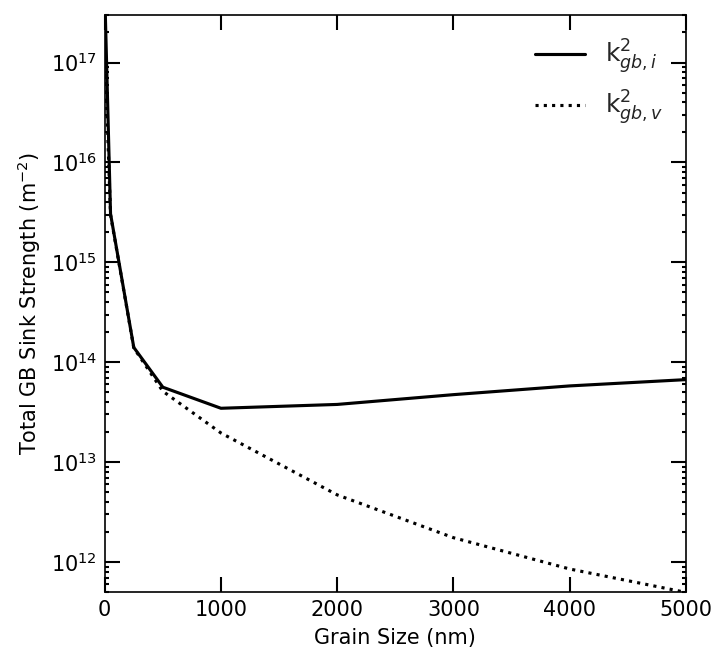 10¹⁷
10¹⁶
10¹⁵
10¹⁴
10¹³
10¹²
Total GB Sink Strength (m⁻²)
k²gb, i
k²gb, v
0 1000 2000 3000 4000 5000
Grain Size (nm)